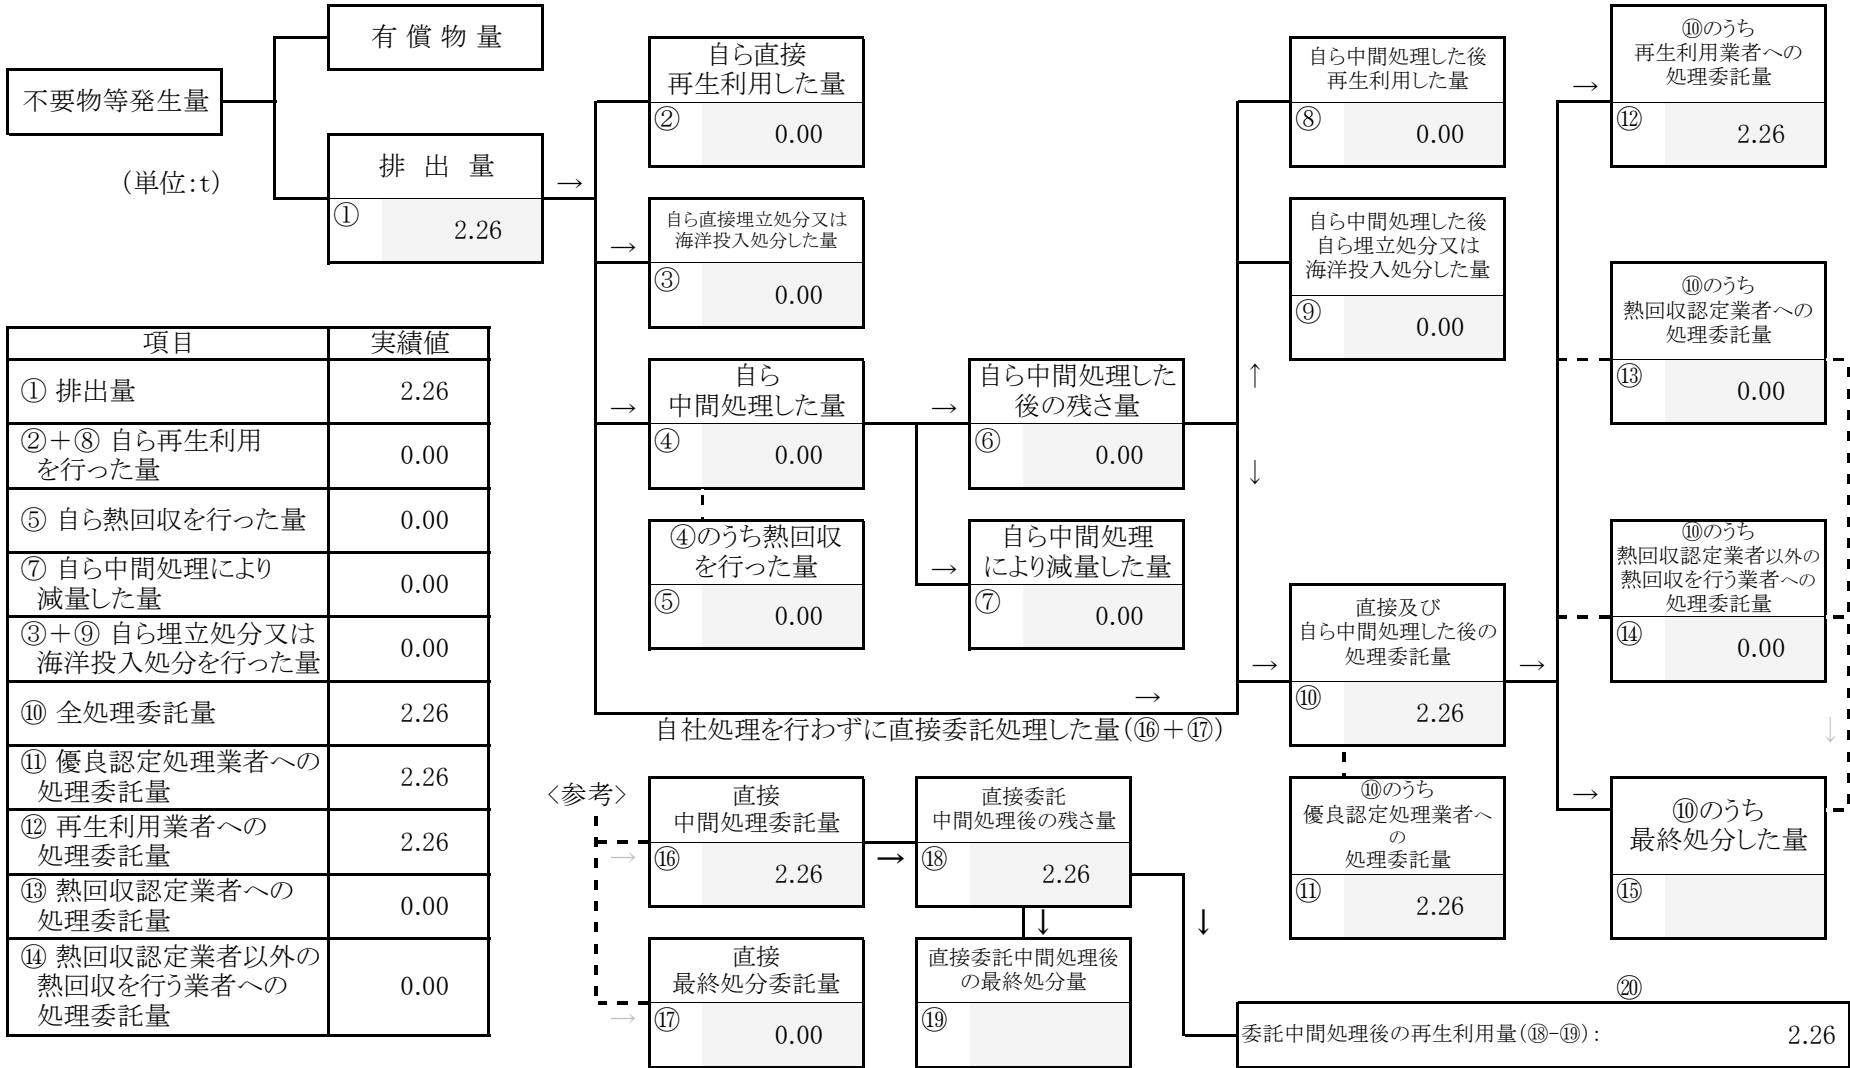 有 償 物 量
不要物等発生量
(単位:t)
排 出 量
→
①
2.26
自ら直接
再生利用した量
②
0.00
→
自ら直接埋立処分又は
海洋投入処分した量
③
0.00
→
自ら
中間処理した量
④
0.00
④のうち熱回収
を行った量
⑤
0.00
→
自ら中間処理した
後の残さ量
⑥
0.00
→
自ら中間処理
により減量した量
⑦
0.00
自ら中間処理した後
再生利用した量
⑧
0.00
自ら中間処理した後
自ら埋立処分又は
海洋投入処分した量
⑨
0.00
↑
↓
→
自社処理を行わずに直接委託処理した量(⑯+⑰)
→
直接及び
自ら中間処理した後の
処理委託量
⑩
2.26
⑩のうち
優良認定処理業者へ
の
処理委託量
⑪
2.26
→
→
⑩のうち
再生利用業者への
処理委託量
⑫
2.26
⑩のうち
熱回収認定業者への
処理委託量
⑬
0.00
⑩のうち
熱回収認定業者以外の
熱回収を行う業者への
処理委託量
⑭
0.00
↓
→
⑩のうち
最終処分した量
⑮
項目 実績値
① 排出量 2.26
②+⑧ 自ら再生利用
を行った量 0.00
⑤ 自ら熱回収を行った量 0.00
⑦ 自ら中間処理により
減量した量 0.00
③+⑨ 自ら埋立処分又は
海洋投入処分を行った量 0.00
⑩ 全処理委託量 2.26
⑪ 優良認定処理業者への
処理委託量 2.26
⑫ 再生利用業者への
処理委託量 2.26
⑬ 熱回収認定業者への
処理委託量 0.00
⑭ 熱回収認定業者以外の
熱回収を行う業者への 0.00
処理委託量
<参考>
→
直接
中間処理委託量
⑯
2.26
→
直接委託
中間処理後の残さ量
⑱
2.26
↓
↓
→
直接
最終処分委託量
⑰
0.00
直接委託中間処理後
の最終処分量
⑲
⑳
委託中間処理後の再生利用量(⑱-⑲): 2.26